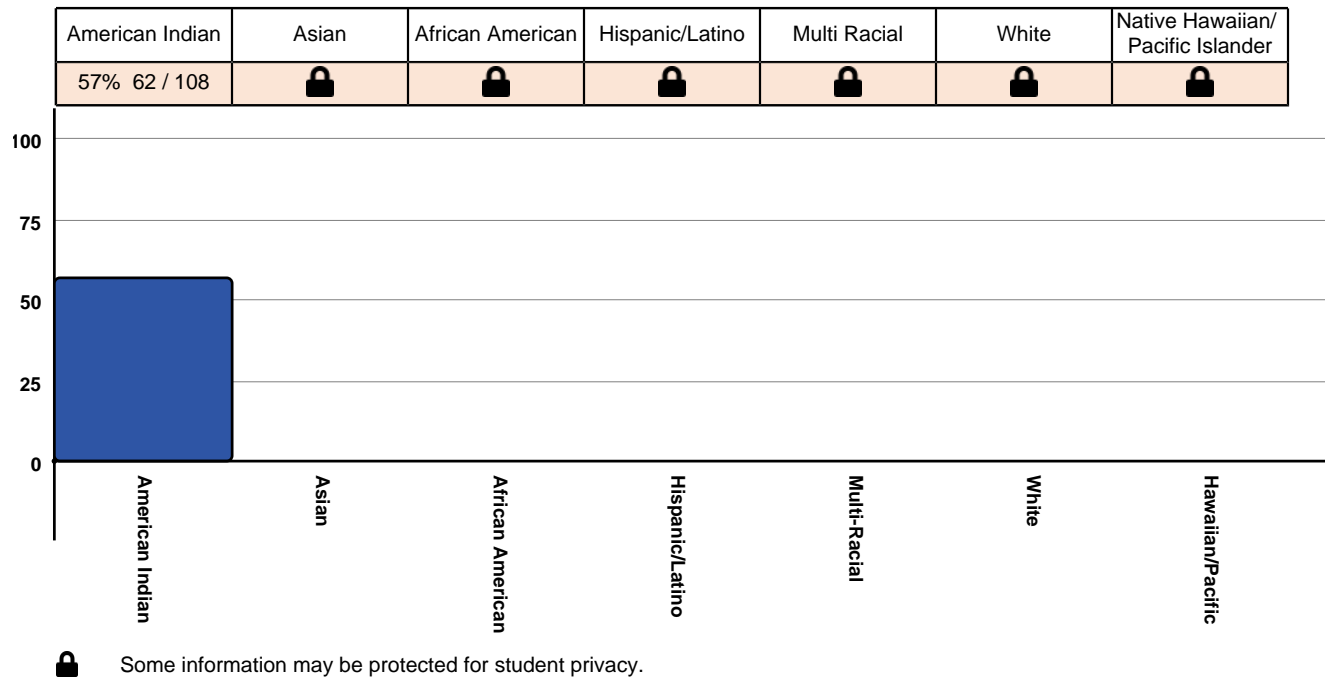 American Indian Asian African American Hispanic/Latino Multi Racial White Native Hawaiian/
Pacific Islander
57% 62 / 108
100
75
50
25
0
American Indian
Asian
African American
Hispanic/Latino
Multi-Racial
White
Hawaiian/Pacific
Some information may be protected for student privacy.